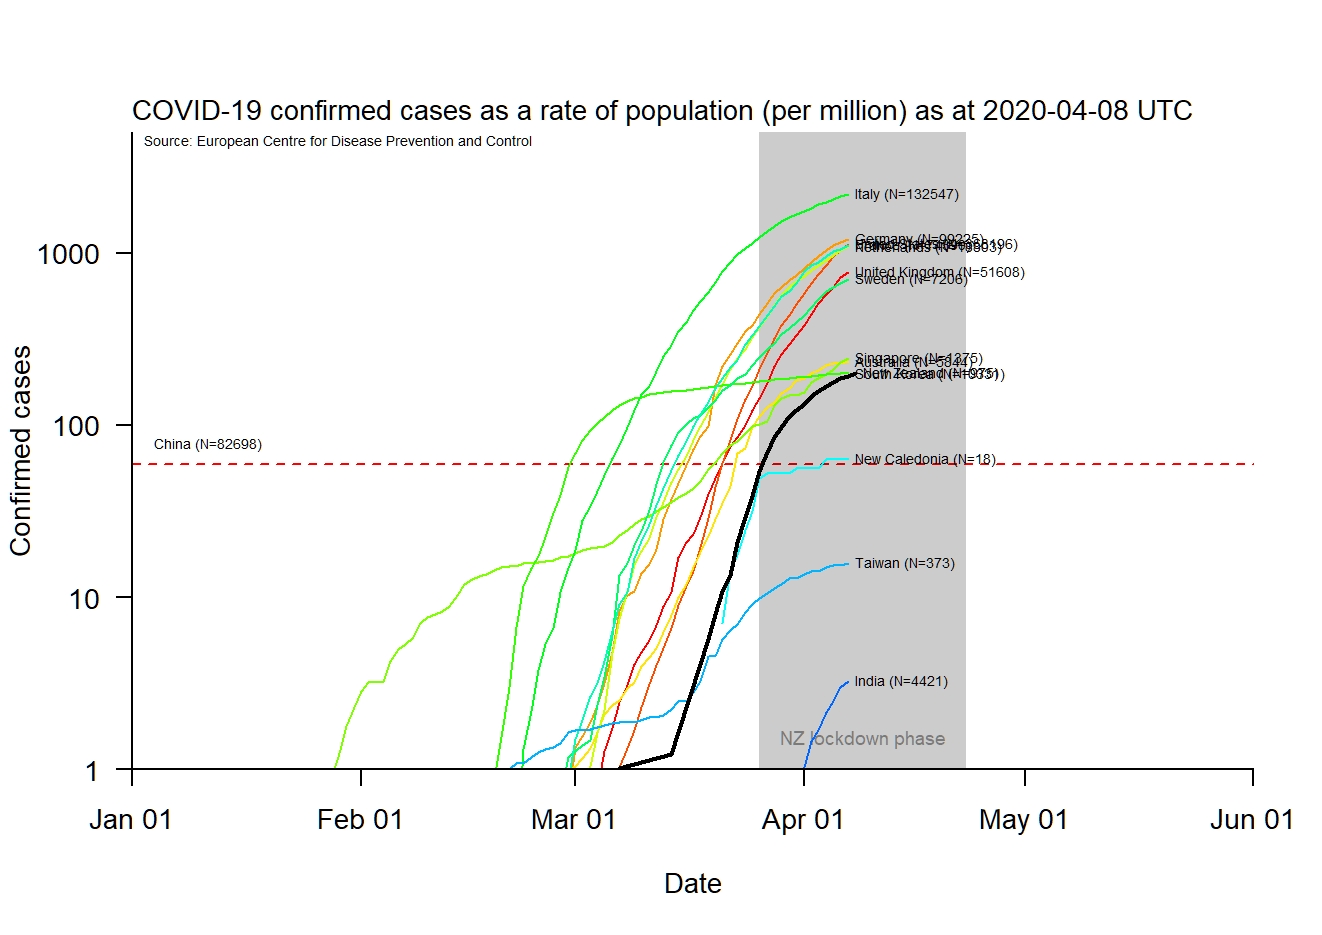 COVID-19 confirmed cases as a rate of population (per million) as at 2020-04-08 UTC
Source: European Centre for Disease Prevention and Control
Italy (N=132547)
Germany (N=99225)
1000
United Kingdom (N=51608)
Sweden (N=7206)
Singapore (N=1275)
Australia (N=5844)
100
China (N=82698)
New Caledonia (N=18)
Taiwan (N=373)
10
India (N=4421)
NZ lockdown phase
1
Jan 01 Feb 01 Mar 01 Apr 01 May 01 Jun 01
Date
Confirmed cases